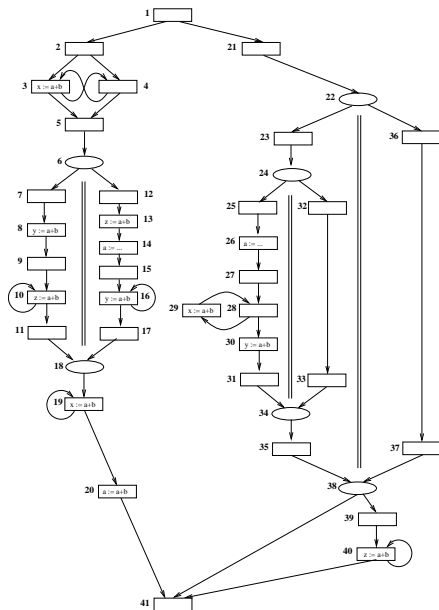 1
2
21
3 x := a+b
4
22
5
23
36
6
24
7
12
25
32
8 y := a+b
z := a+b 13
26 a := ...
9
a := ... 14
15
27
10 z := a+b
y := a+b 16
29 x := a+b
28
11
17
30 y := a+b
18
31
33
19 x := a+b
34
35
37
20 a := a+b
38
39
40 z := a+b
41